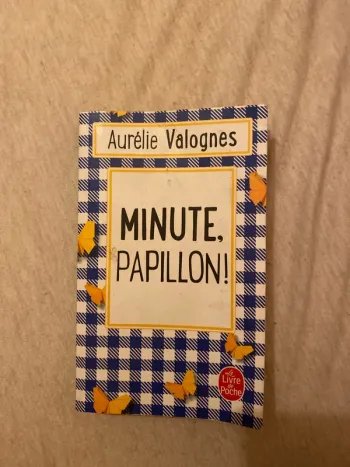 Aurélie Valognes
MINUTE,
PAPILLON!
Le
Livre
de
Poche